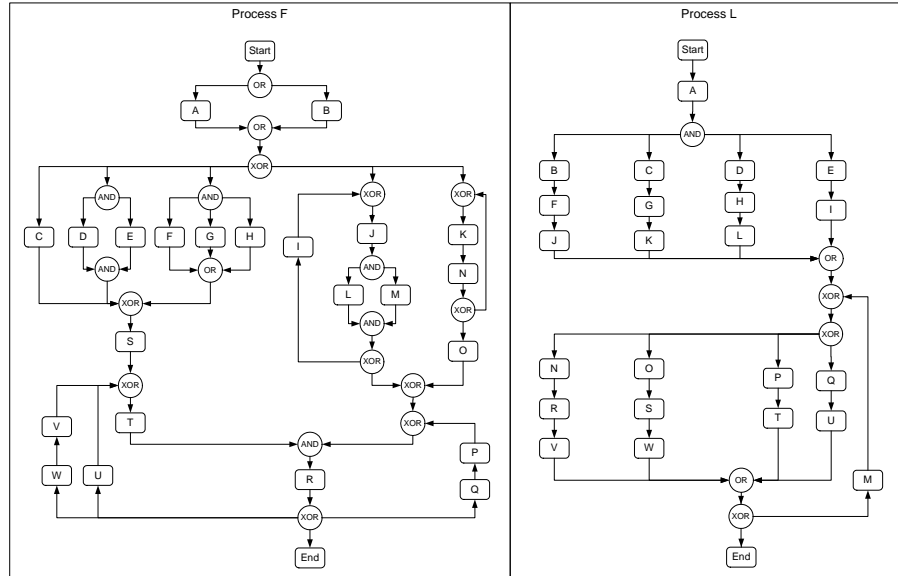 Process F
Process L
Start
OR
A
B
OR
XOR
AND
AND
XOR
XOR
C
D
E
F
G
H
I
J
K
AND
OR
AND
L
M
N
XOR
AND
XOR
S
XOR
O
XOR
XOR
T
XOR
V
AND
P
W
U
R
Q
XOR
End
Start
A
AND
B
C
D
E
F
G
H
I
J
K
L
OR
XOR
XOR
N
O
P
Q
R
S
T
U
V
W
OR
M
XOR
End